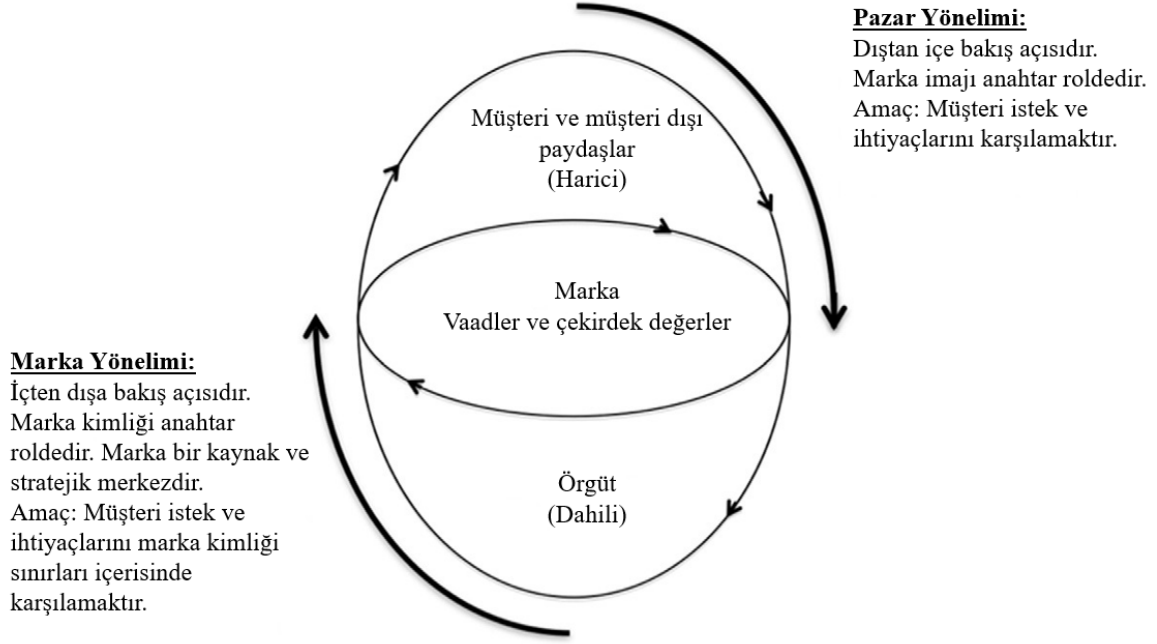 Pazar Yönelimi:
Dıştan içe bakış açısıdır.
Marka imajı anahtar roldedir.
Amaç: Müşteri istek ve
ihtiyaçlarını karşılamaktır.
Müşteri ve müşteri dışı
paydaşlar
(Harici)
Marka
Vaadler ve çekirdek değerler
Marka Yönelimi:
İçten dışa bakış açısıdır.
Marka kimliği anahtar
roldedir. Marka bir kaynak ve
stratejik merkezdir.
Amaç: Müşteri istek ve
ihtiyaçlarını marka kimliği
sınırları içerisinde
karşılamaktır.
Örgüt
(Dahili)